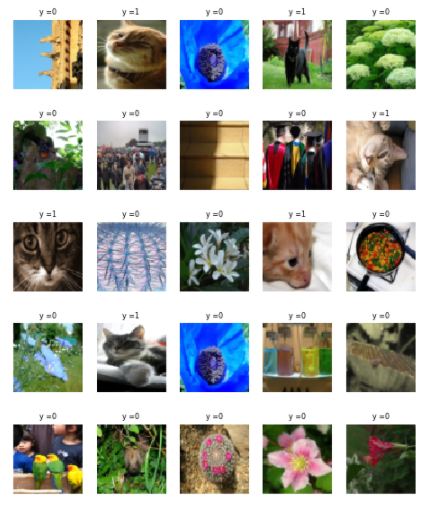 y =0 y =1 y =0 y =1 y =0
y =0 y =0 y =0 y =0 y =1
y =1 y =0 y =0 y =1 y =0
y =0 y =1 y =0 y =0 y =0
y =0 y =0 y =0 y =0 y =0